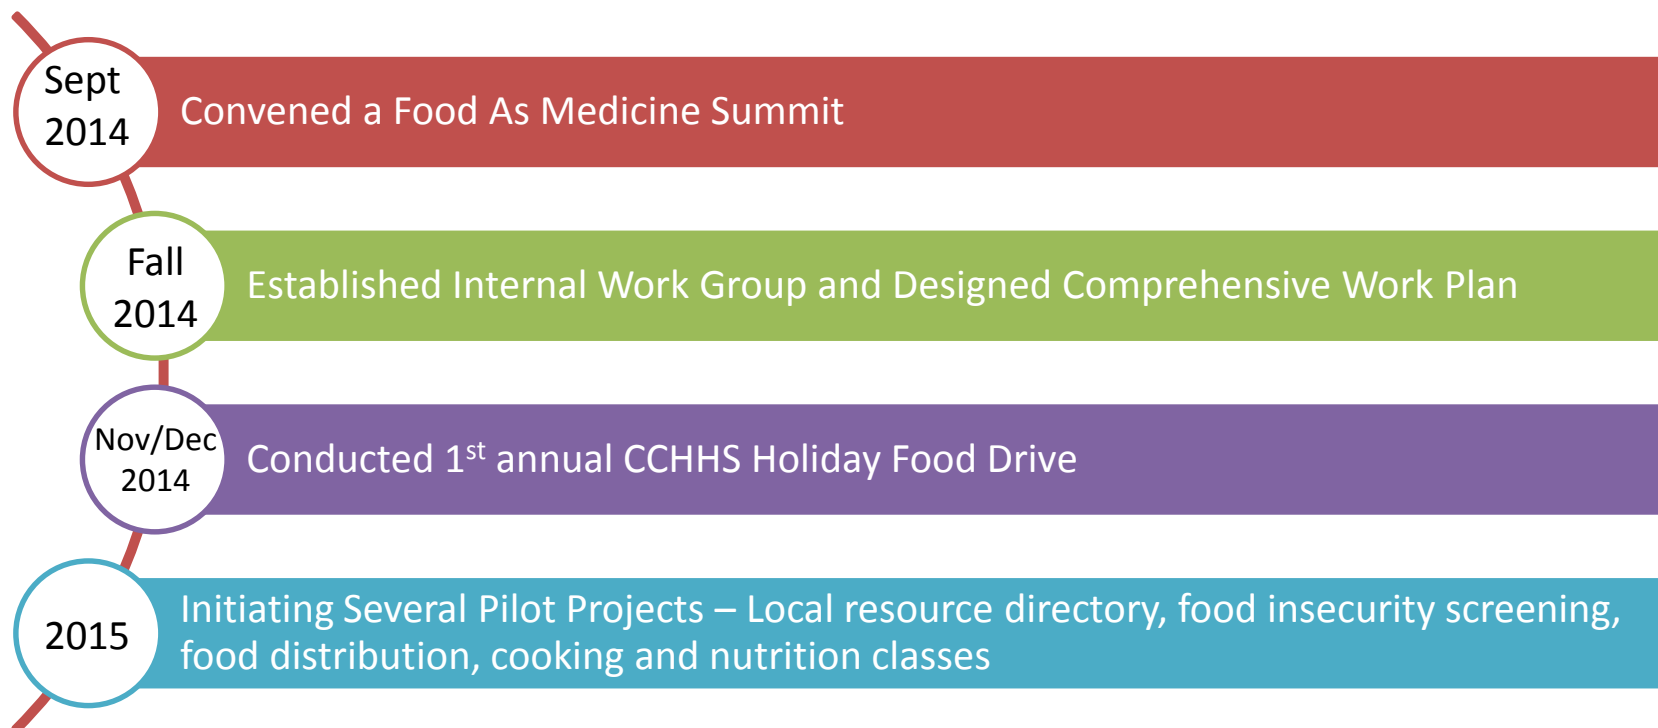 Sept
2014
Convened a Food As Medicine Summit
Fall
2014
Established Internal Work Group and Designed Comprehensive Work Plan
Nov/Dec
2014
Conducted 1st annual CCHHS Holiday Food Drive
2015
Initiating Several Pilot Projects – Local resource directory, food insecurity screening,
food distribution, cooking and nutrition classes